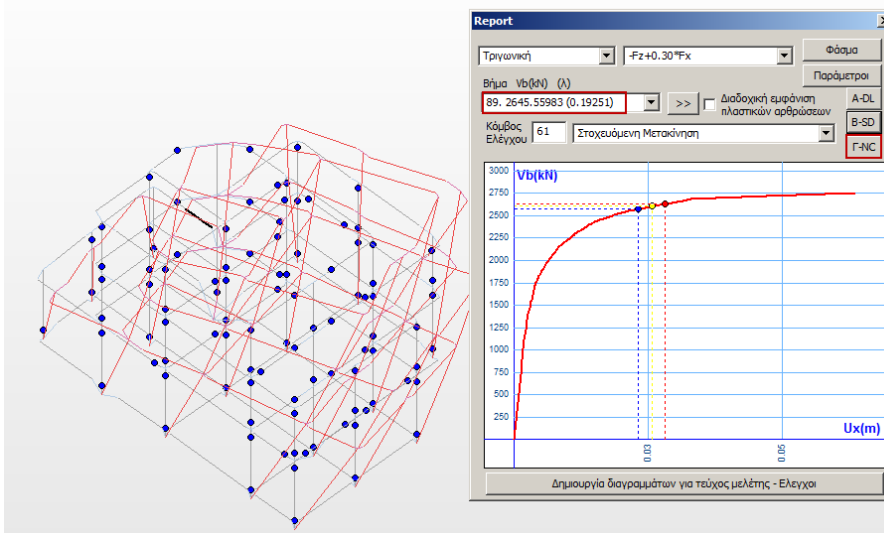 Report
Τριγωνική
-Fz+0.30*Fx
Φάσμα
Παράμετροι
Βήμα Vb(kN) (λ)
89. 2645.55983 (0.19251)
>>
Διαδοχική εμφάνιση
πλαστικών αρθρώσεων
A-DL
B-SD
Γ-NC
Κόμβος
Ελέγχου
61
Στοχευόμενη Μετακίνηση
Vb(kN)
3000
2750
2500
2250
2000
1750
1500
1250
1000
750
500
250
0.03
0.05
Ux(m)
Δημιουργία διαγραμμάτων για τεύχος μελέτης - Ελεγχοι